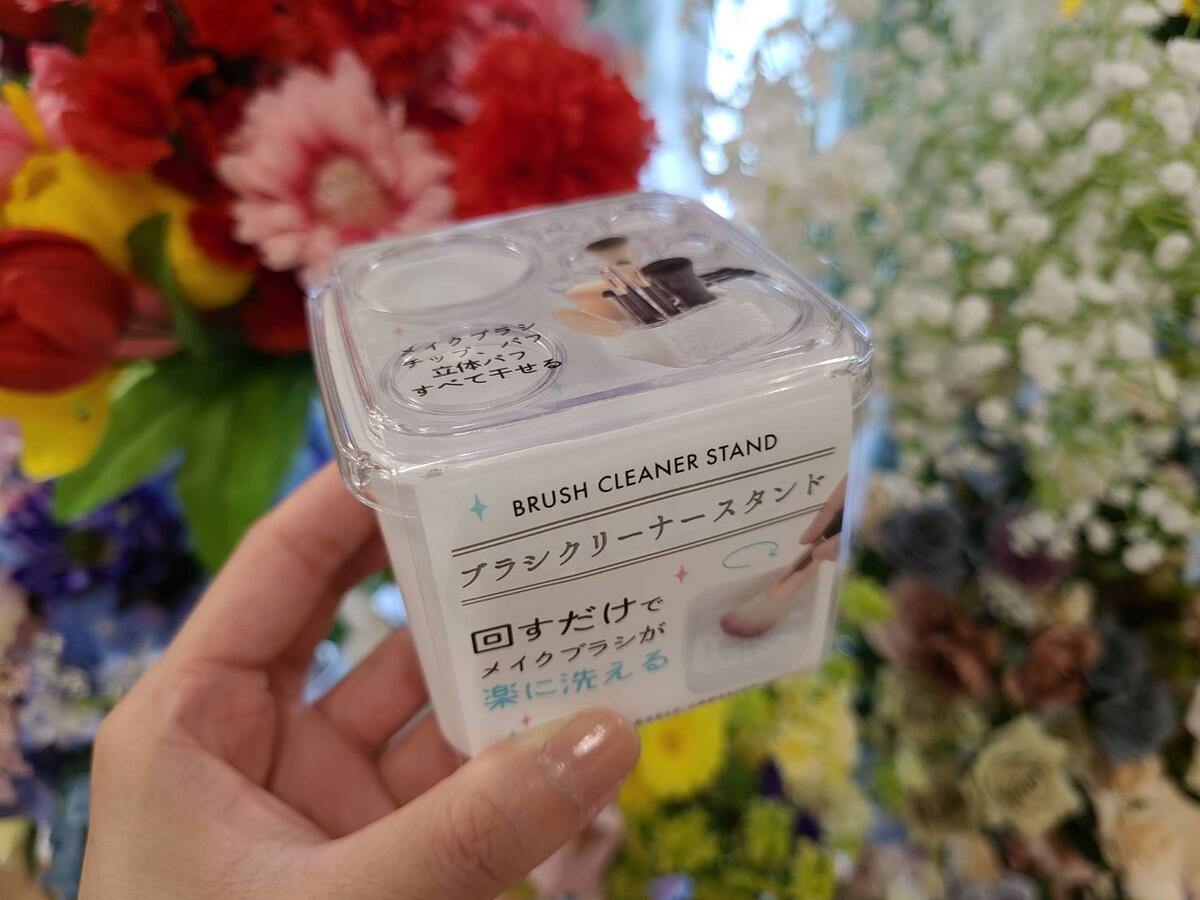 メイクブラシ
チップ、パフ
立体パフ
すべて干せる
BRUSH CLEANER STAND
ブラシクリーナースタンド
回すだけで
メイクブラシが
楽に洗える